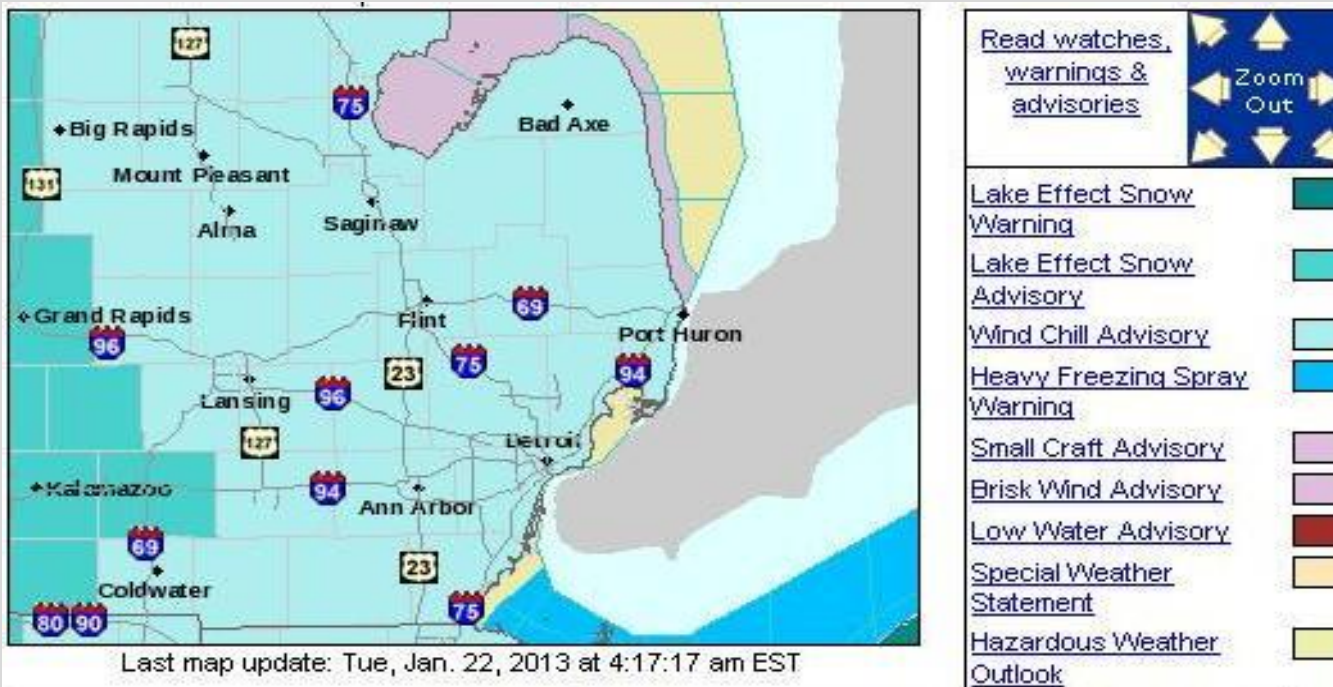 127
75
Big Rapids
Bad Axe
Mount Pleasant
131
Alma
Saginaw
Grand Rapids
Flint
69
Port Huron
96
23
75
94
Lansing
96
127
Detroit
Kalamazoo
94
Ann Arbor
69
23
Coldwater
75
80 90
Last map update: Tue, Jan. 22, 2013 at 4:17:17 am EST
Read watches,
warnings &
advisories
Zoom
Out
Lake Effect Snow
Warning
Lake Effect Snow
Advisory
Wind Chill Advisory
Heavy Freezing Spray
Warning
Small Craft Advisory
Brisk Wind Advisory
Low Water Advisory
Special Weather
Statement
Hazardous Weather
Outlook